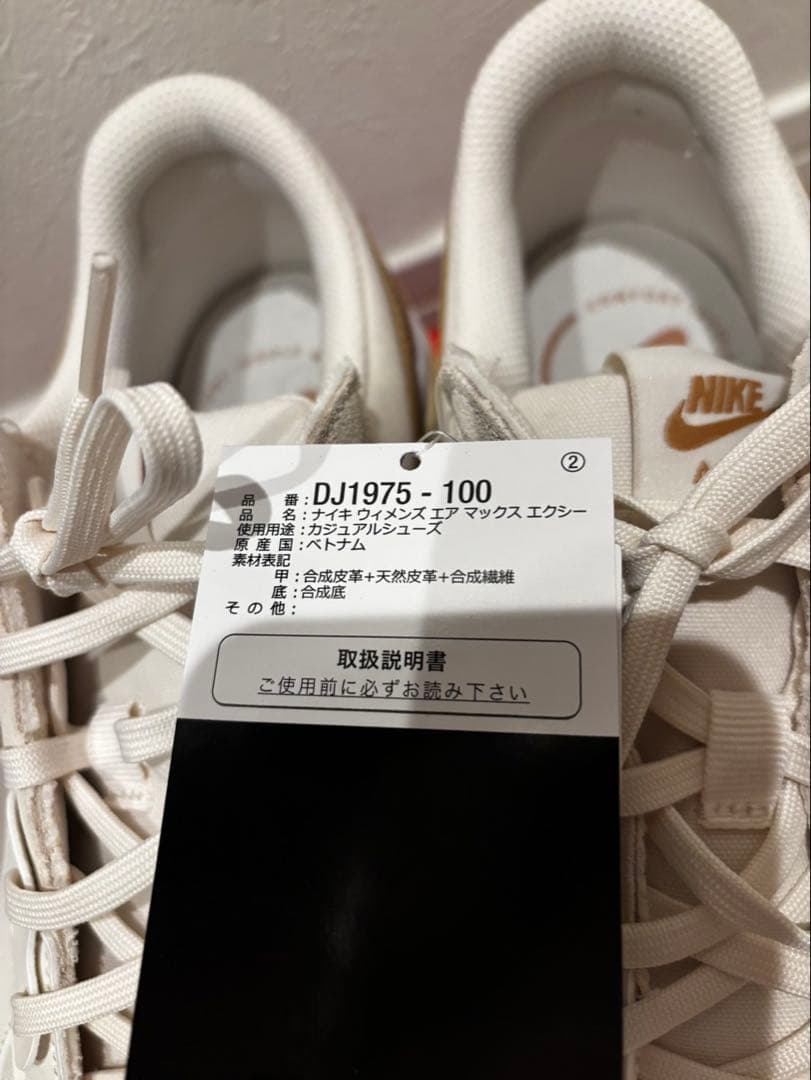 NIKE
②
品 番 : DJ1975 - 100
品 名 : ナイキ ウィメンズ エア マックス エクシー
使用用途 : カジュアルシューズ
原 産 国 : ベトナム
素材表記
甲 : 合成皮革+天然皮革+合成繊維
底 : 合成底
そ の 他 :
取扱説明書
ご使用前に必ずお読み下さい